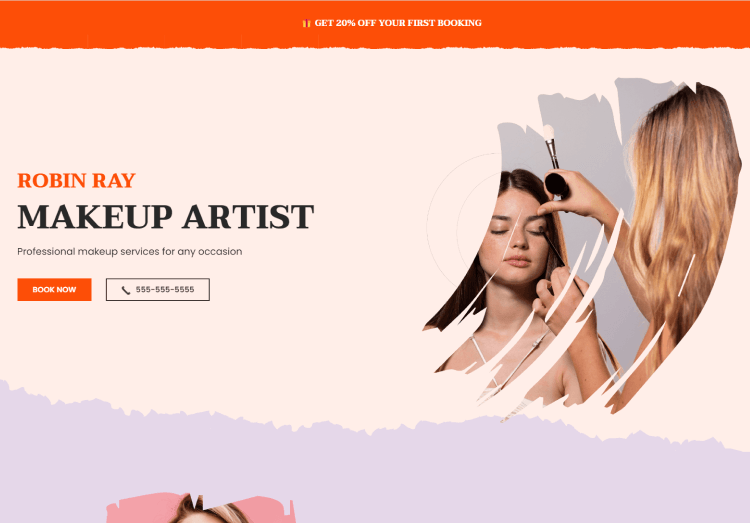 GET 20% OFF YOUR FIRST BOOKING
ROBIN RAY
MAKEUP ARTIST
Professional makeup services for any occasion
BOOK NOW
555-555-5555